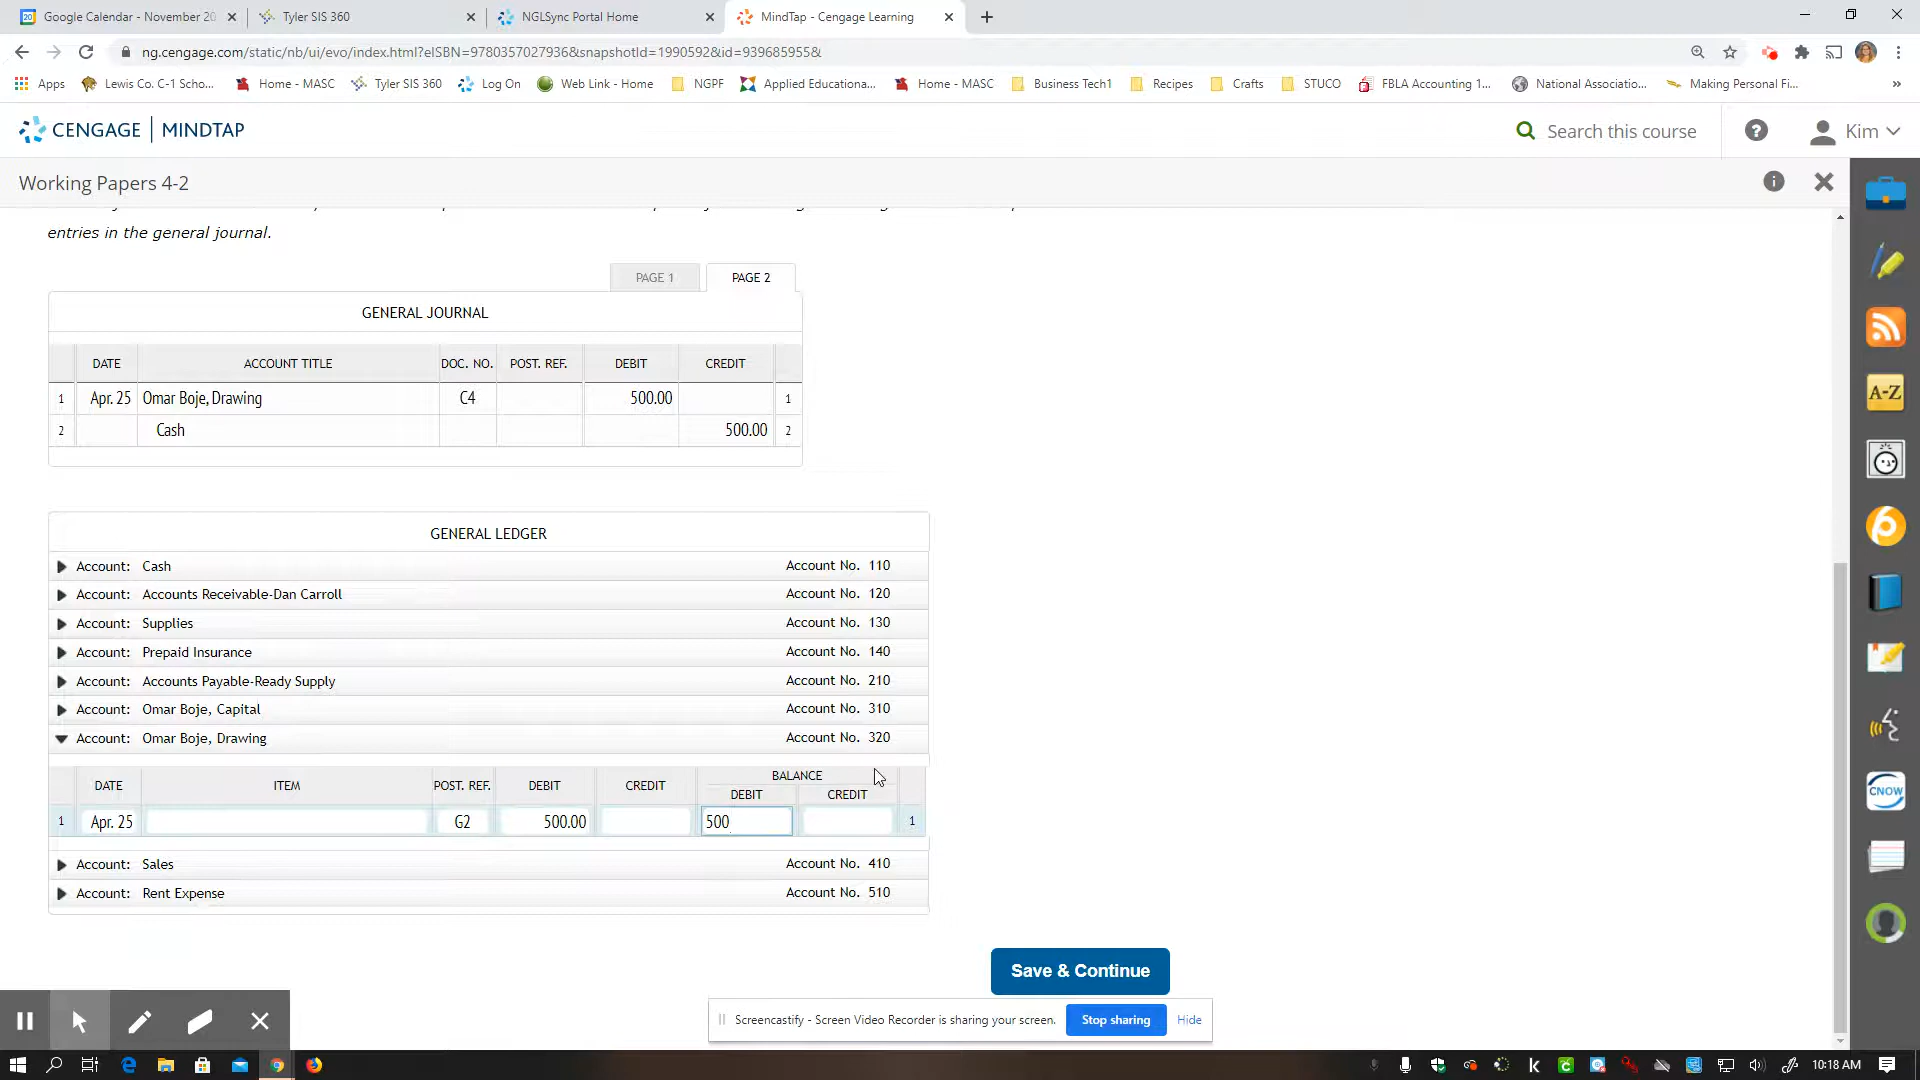 Google Calendar - November 20
Tyler SIS 360
NGLSync Portal Home
MindTap - Cengage Learning
ng.cengage.com/static/nb/ui/evo/index.html?eISBN=9780357027936&snapshotId=1990592&id=939685955&
Apps
Lewis Co. C-1 Scho...
Home - MASC
Tyler SIS 360
Log On
Web Link - Home
NGPF
Applied Educationa...
Home - MASC
Business Tech1
Recipes
Crafts
STUCO
FBLA Accounting 1...
National Associatio...
Making Personal Fi...
»
CENGAGE | MINDTAP
Search this course
Kim
Working Papers 4-2
entries in the general journal.
PAGE 1 PAGE 2
GENERAL JOURNAL
DATE ACCOUNT TITLE DOC. NO. POST. REF. DEBIT CREDIT
1 Apr. 25 Omar Boje, Drawing C4 500.00 1
2 Cash 500.00 2
GENERAL LEDGER
Account: Cash Account No. 110
Account: Accounts Receivable-Dan Carroll Account No. 120
Account: Supplies Account No. 130
Account: Prepaid Insurance Account No. 140
Account: Accounts Payable-Ready Supply Account No. 210
Account: Omar Boje, Capital Account No. 310
Account: Omar Boje, Drawing Account No. 320
BALANCE
DATE ITEM POST. REF. DEBIT CREDIT DEBIT CREDIT
1 Apr. 25 G2 500.00 500 1
Account: Sales Account No. 410
Account: Rent Expense Account No. 510
Save & Continue
Screencastify - Screen Video Recorder is sharing your screen.
Stop sharing
Hide
A-Z
CNOW
10:18 AM